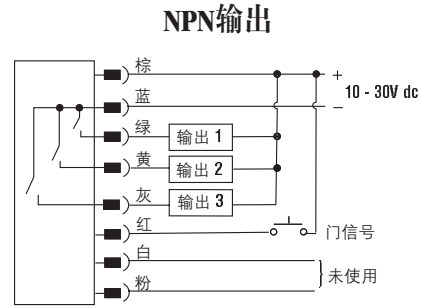 NPN输出
棕
+
10 - 30V dc
蓝
−
绿
输出 1
黄
输出 2
灰
输出 3
红
门信号
白
未使用
粉